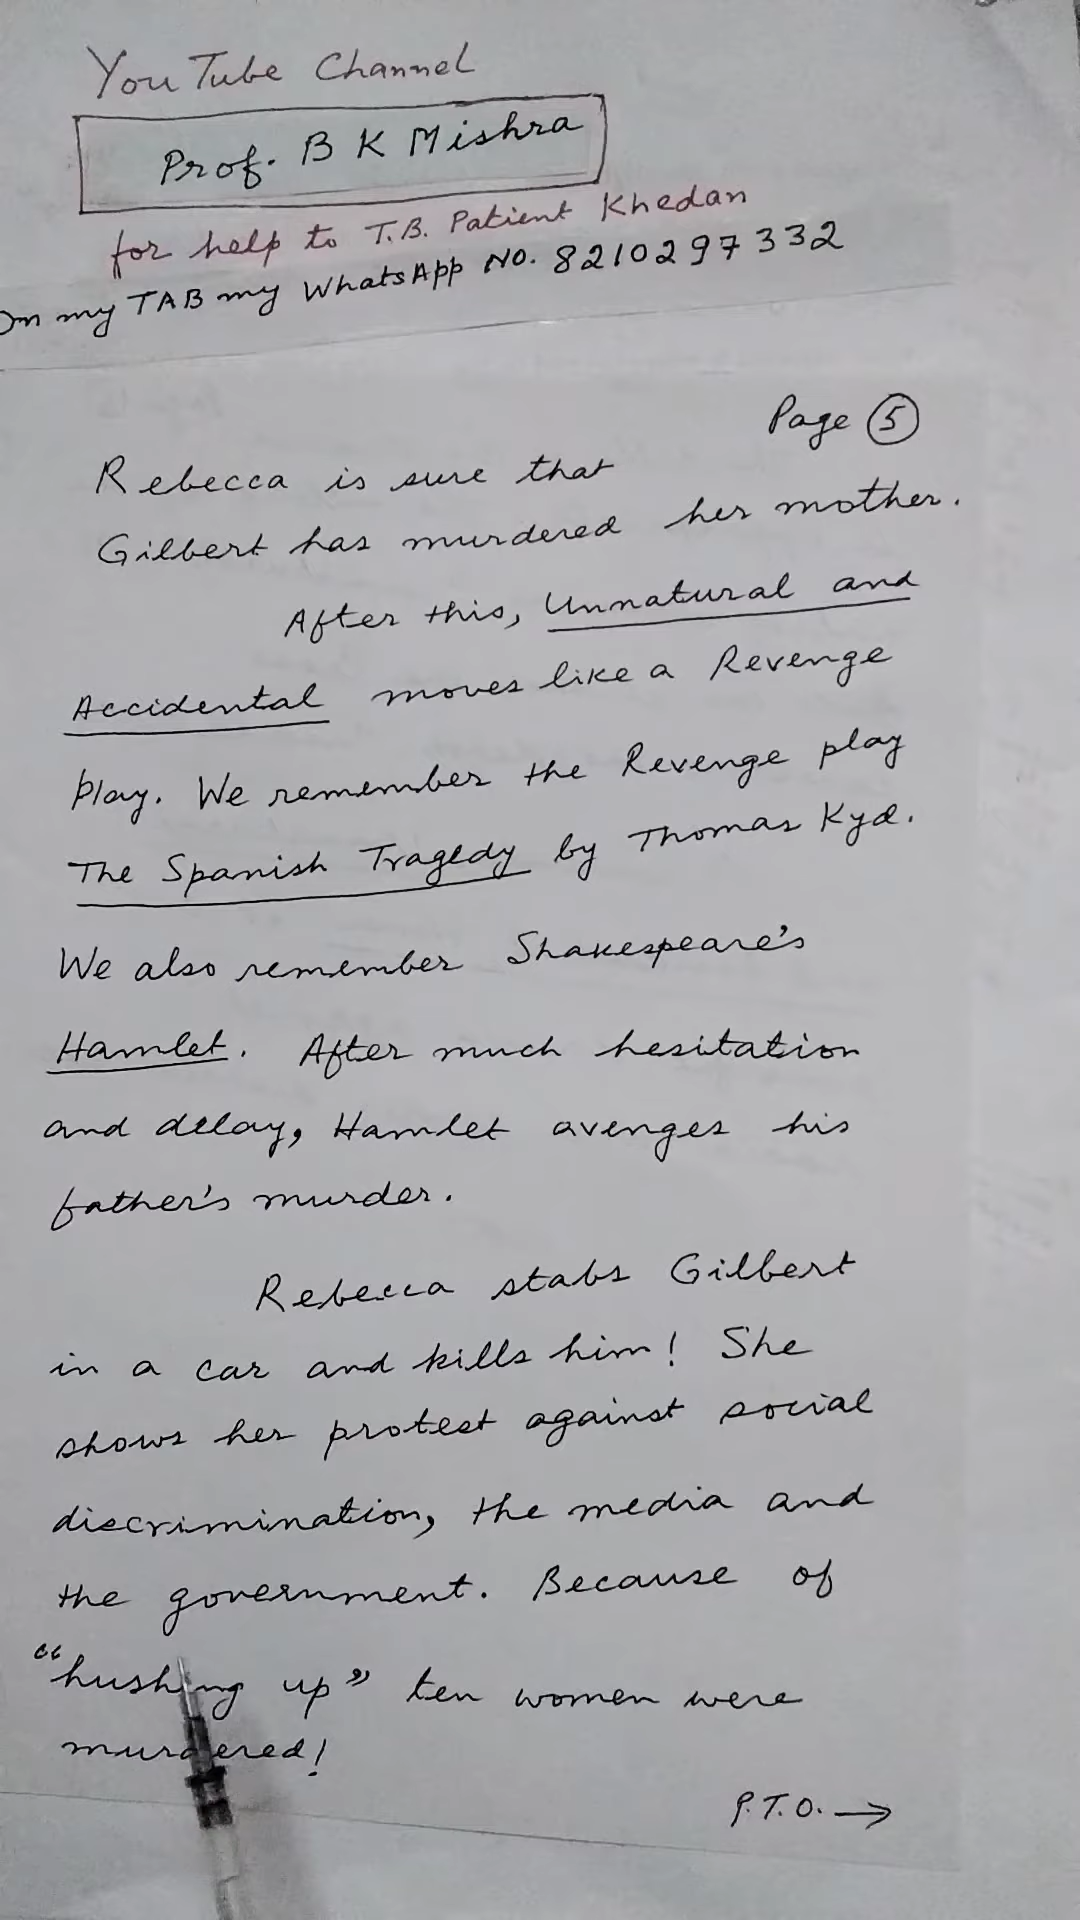 YouTube Channel
Prof. B K Mishra
for help to T.B. Patient Khedan
On my TAB my WhatsApp NO. 8210297332
Page 5
Rebecca is sure that
Gilbert has murdered her mother.
After this, Unnatural and
Accidental moves like a Revenge
play. We remember the Revenge play
The Spanish Tragedy by Thomas Kyd.
We also remember Shakespeare's
Hamlet. After much hesitation
and delay, Hamlet avenges his
father's murder.
Rebecca stabs Gilbert
in a car and kills him! She
shows her protest against social
discrimination, the media and
the government. Because of
"hushing up" ten women were
murdered!
P.T.O. →